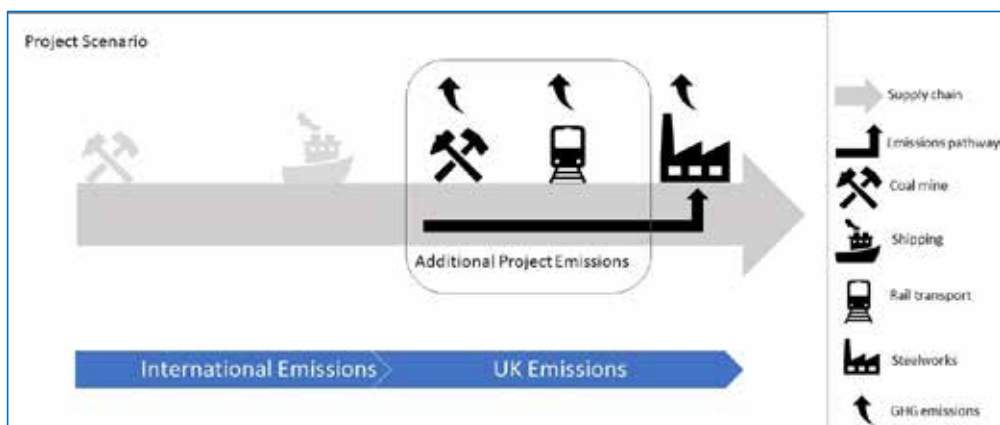 Project Scenario
Supply chain
Emissions pathway
Coal mine
Shipping
Additional Project Emissions
Rail transport
International Emissions
UK Emissions
Steelworks
GHG emissions